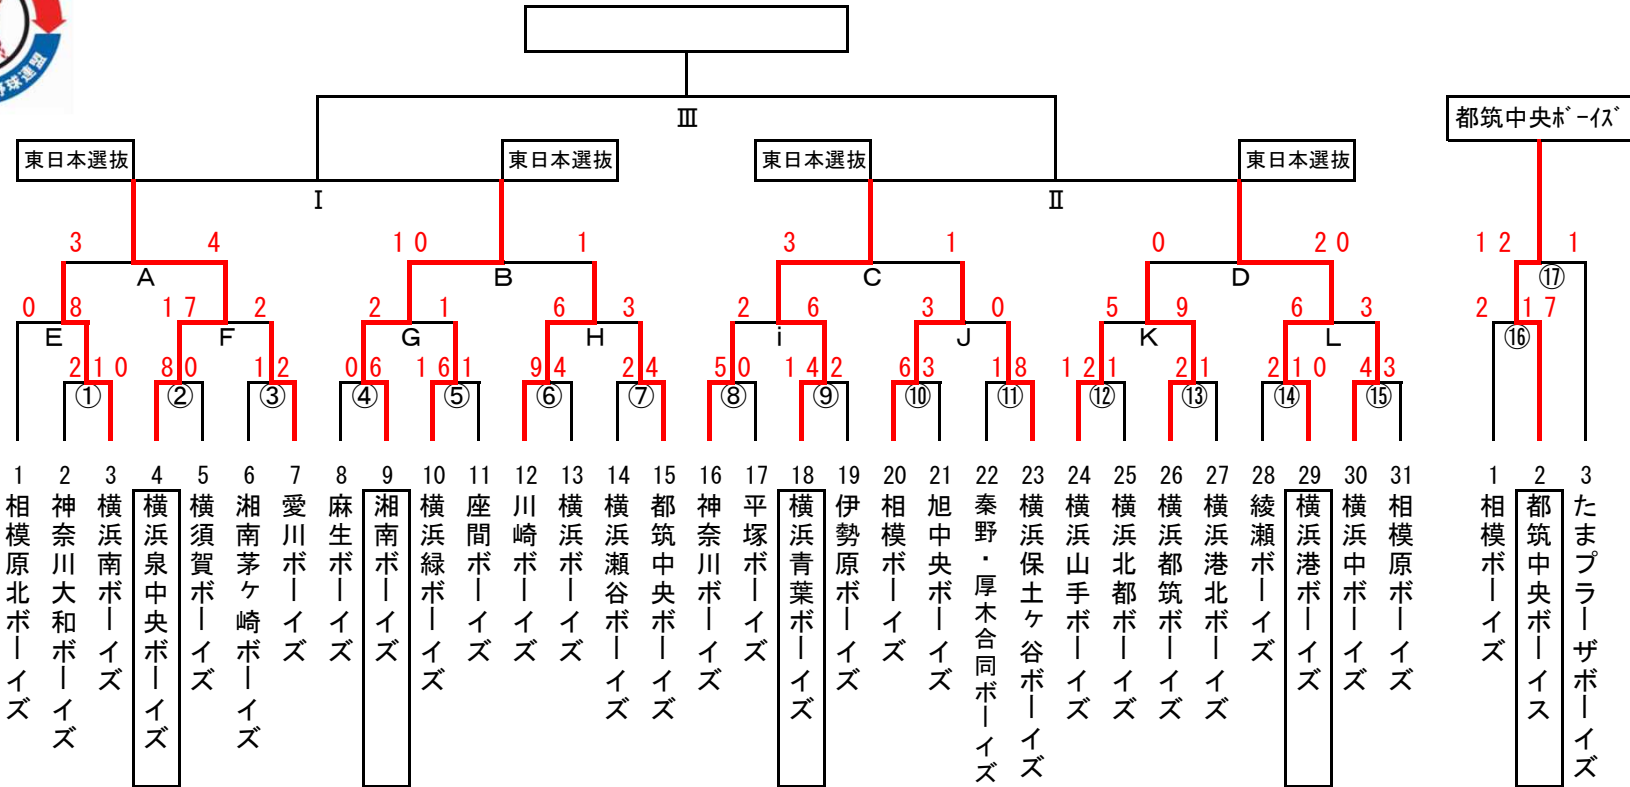 野球連盟
Ⅲ
都筑中央ボーイズ
東日本選抜 東日本選抜 東日本選抜 東日本選抜
Ⅰ Ⅱ
3 4 10 1 3 1 0 20 12 1
A B C D ⑰
0 8 17 2 2 1 6 3 2 6 3 0 5 9 6 3 2 17
E F G H i J K L ⑯
2 10 8 0 1 2 0 6 16 1 9 4 2 4 5 0 14 2 6 3 1 8 12 1 2 1 2 10 4 3
① ② ③ ④ ⑤ ⑥ ⑦ ⑧ ⑨ ⑩ ⑪ ⑫ ⑬ ⑭ ⑮
1 相模原北ボーイズ
2 神奈川大和ボーイズ
3 横浜南ボーイズ
4 横浜泉中央ボーイズ
5 横須賀ボーイズ
6 湘南茅ヶ崎ボーイズ
7 愛川ボーイズ
8 麻生ボーイズ
9 湘南ボーイズ
10 横浜緑ボーイズ
11 座間ボーイズ
12 川崎ボーイズ
13 横浜ボーイズ
14 横浜瀬谷ボーイズ
15 都筑中央ボーイズ
16 神奈川ボーイズ
17 平塚ボーイズ
18 横浜青葉ボーイズ
19 伊勢原ボーイズ
20 相模ボーイズ
21 旭中央ボーイズ
22 秦野・厚木合同ボーイズ
23 横浜保土ケ谷ボーイズ
24 横浜山手ボーイズ
25 横浜北都ボーイズ
26 横浜都筑ボーイズ
27 横浜港北ボーイズ
28 綾瀬ボーイズ
29 横浜港ボーイズ
30 横浜中ボーイズ
31 相模原ボーイズ
1 相模ボーイズ
2 都筑中央ボーイス
3 たまプラーザボーイズ